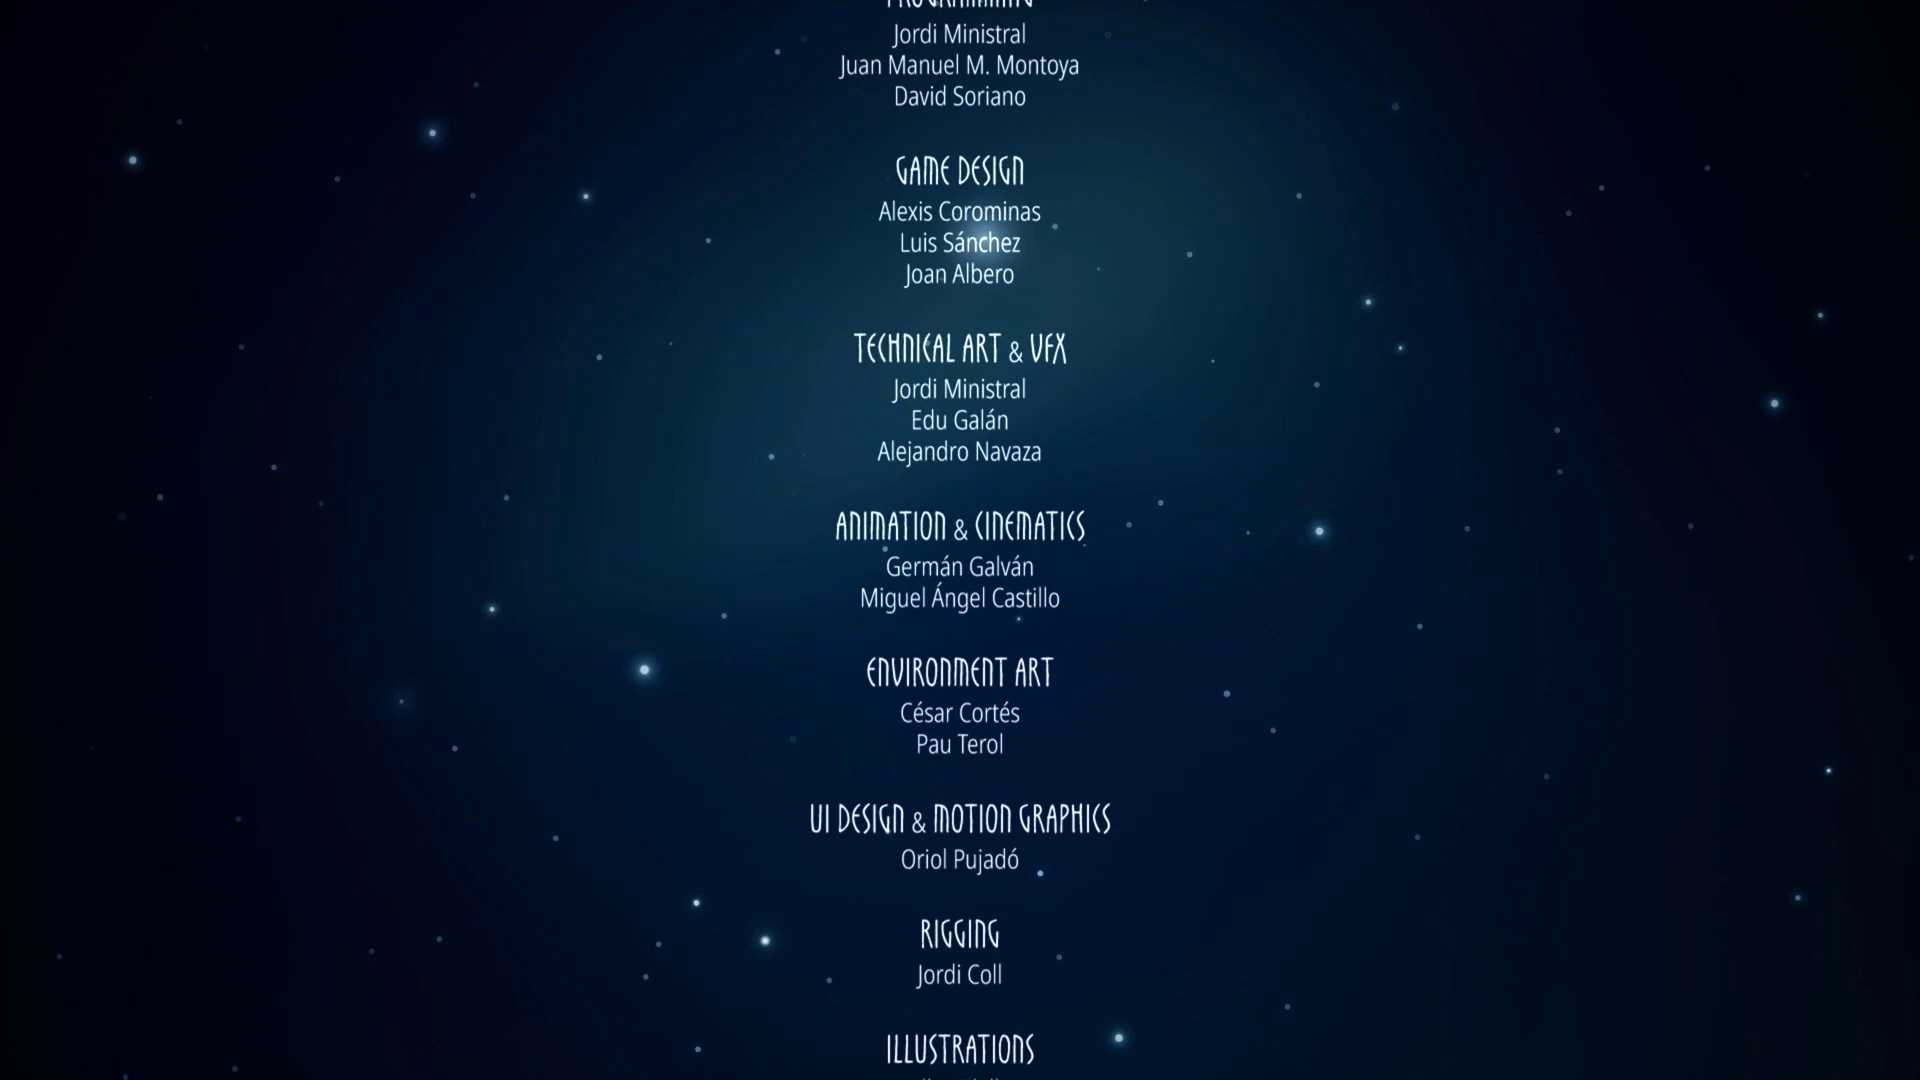 PROGRAMMING
Jordi Ministral
Juan Manuel M. Montoya
David Soriano
GAME DESIGN
Alexis Corominas
Luis Sánchez
Joan Albero
TECHNICAL ART & VFX
Jordi Ministral
Edu Galán
Alejandro Navaza
ANIMATION & CINEMATICS
Germán Galván
Miguel Ángel Castillo
ENVIRONMENT ART
César Cortés
Pau Terol
UI DESIGN & MOTION GRAPHICS
Oriol Pujadó
RIGGING
Jordi Coll
ILLUSTRATIONS